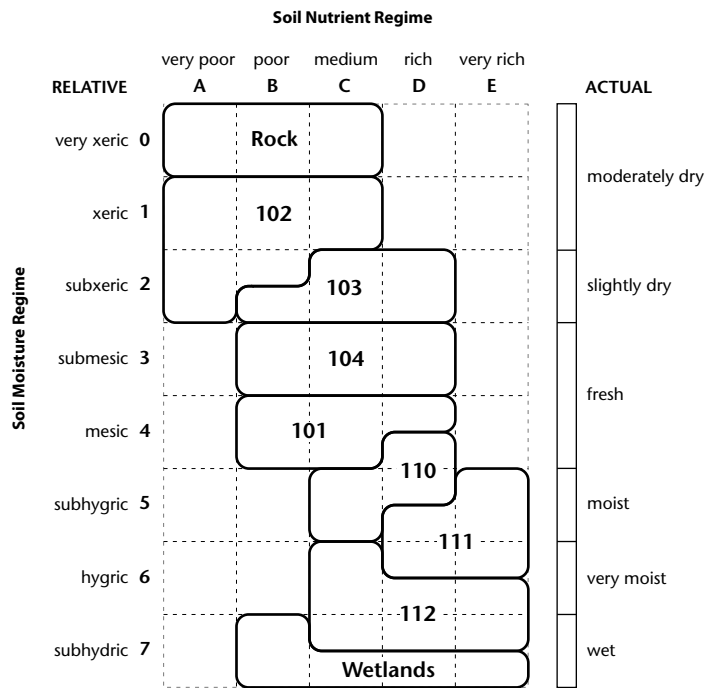 Soil Nutrient Regime
very poor poor medium rich very rich
RELATIVE A B C D E ACTUAL
very xeric 0 Rock
moderately dry
xeric 1 102
subxeric 2 103 slightly dry
submesic 3 104
fresh
mesic 4 101
110
subhygric 5 moist
111
hygric 6 very moist
112
subhydric 7 wet
Wetlands
Soil Moisture Regime